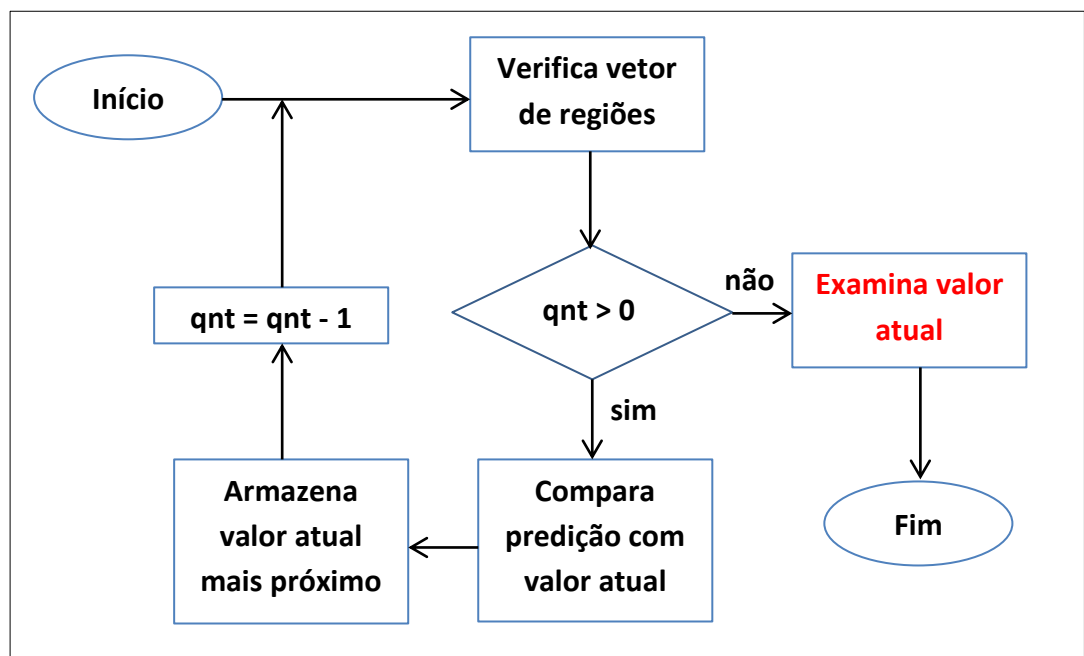 Início
Verifica vetor
de regiões
qnt > 0
não
Examina valor
atual
Fim
sim
Compara
predição com
valor atual
Armazena
valor atual
mais próximo
qnt = qnt - 1